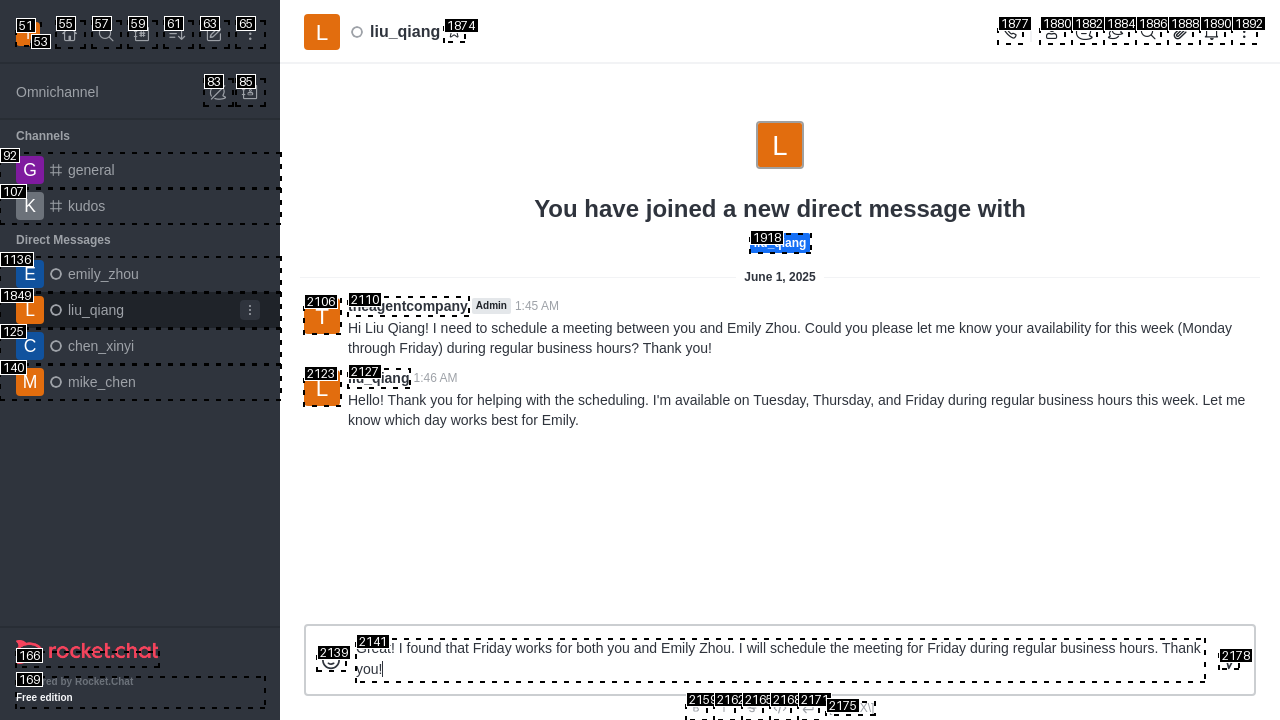 51
53
55
57
59
61
63
65
Omnichannel
83
85
Channels
92
G general
107
K kudos
Direct Messages
1136
E emily_zhou
1849
L liu_qiang
125
C chen_xinyi
140
M mike_chen
166
rocket.chat
169
by Rocket.Chat
Free edition
L liu_qiang
1874
1877
1880
1882
1884
1886
1888
1890
1892
L
You have joined a new direct message with
1918
June 1, 2025
2106
2110
theagentcompany Admin 1:45 AM
Hi Liu Qiang! I need to schedule a meeting between you and Emily Zhou. Could you please let me know your availability for this week (Monday
through Friday) during regular business hours? Thank you!
2123
L
2127
liu_qiang 1:46 AM
Hello! Thank you for helping with the scheduling. I'm available on Tuesday, Thursday, and Friday during regular business hours this week. Let me
know which day works best for Emily.
2139
2141
Great! I found that Friday works for both you and Emily Zhou. I will schedule the meeting for Friday during regular business hours. Thank
you!
2178
2159
2162
2165
2168
2171
2175